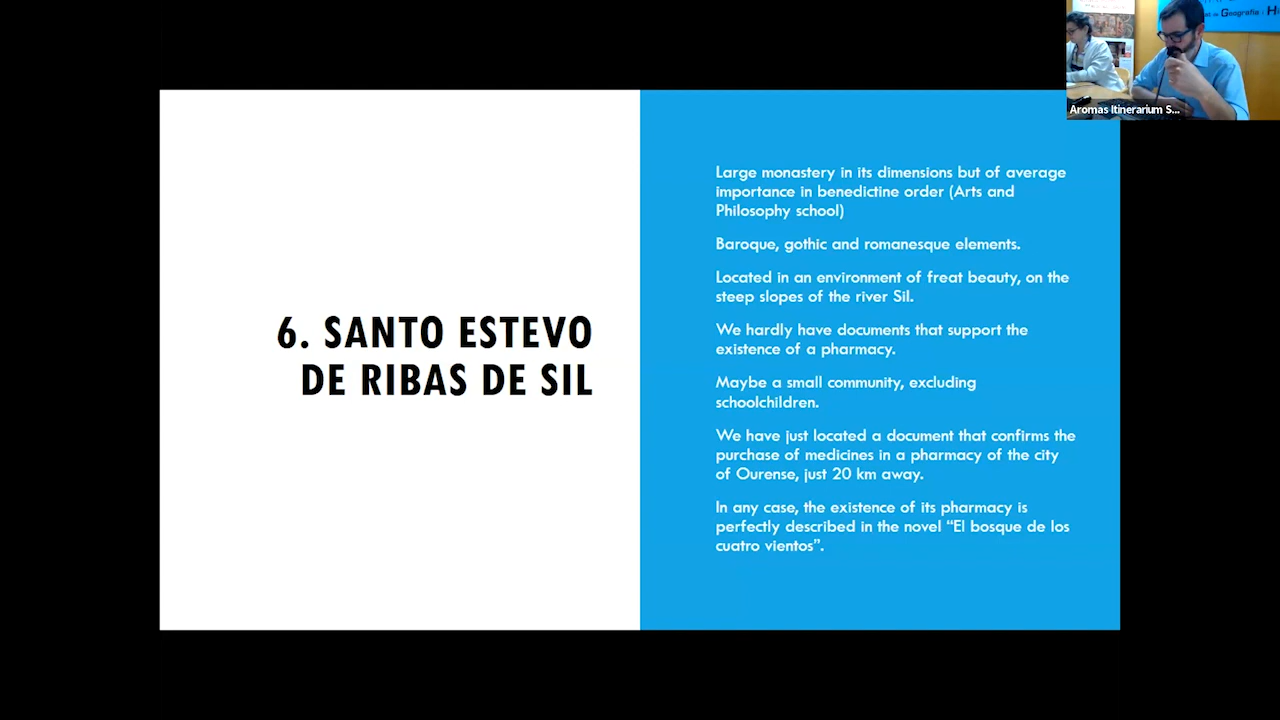 6. SANTO ESTEVO
DE RIBAS DE SIL
Large monastery in its dimensions but of average
importance in benedictine order (Arts and
Philosophy school)
Baroque, gothic and romanesque elements.
Located in an environment of freat beauty, on the
steep slopes of the river Sil.
We hardly have documents that support the
existence of a pharmacy.
Maybe a small community, excluding
schoolchildren.
We have just located a document that confirms the
purchase of medicines in a pharmacy of the city
of Ourense, just 20 km away.
In any case, the existence of its pharmacy is
perfectly described in the novel “El bosque de los
cuatro vientos”.
de Geografia i H
Aromas Itinerarium S...